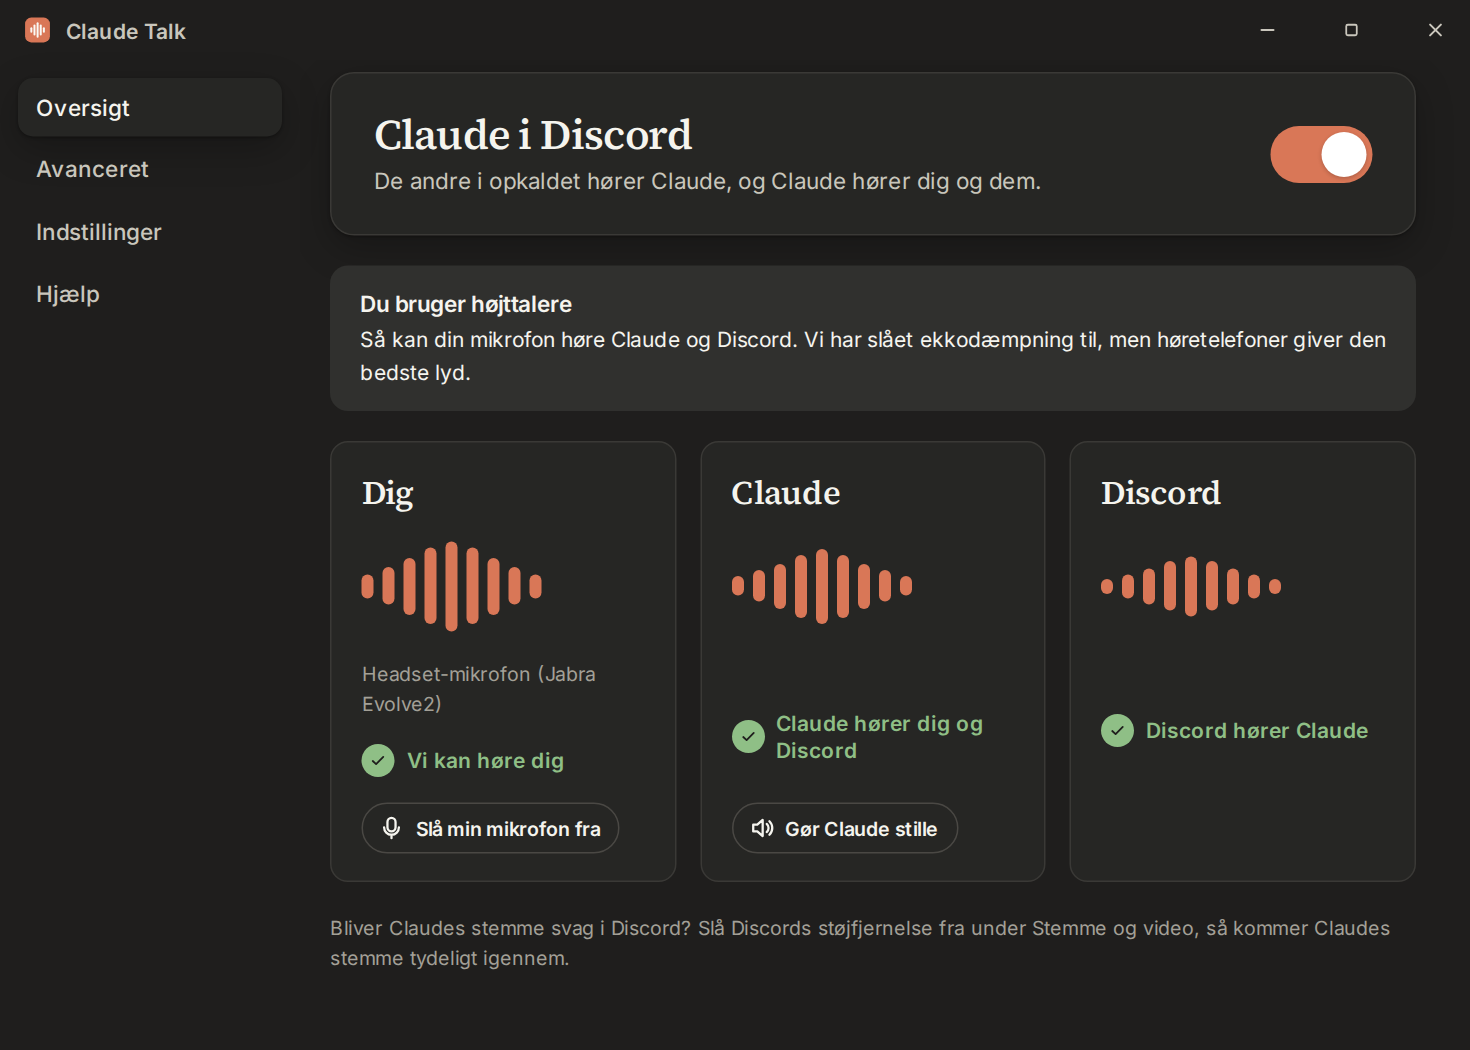 Claude Talk
Oversigt
Avanceret
Indstillinger
Hjælp
Claude i Discord
De andre i opkaldet hører Claude, og Claude hører dig og dem.
Du bruger højttalere
Så kan din mikrofon høre Claude og Discord. Vi har slået ekkodæmpning til, men høretelefoner giver den
bedste lyd.
Dig
Headset-mikrofon (Jabra
Evolve2)
Vi kan høre dig
Slå min mikrofon fra
Claude
Claude hører dig og
Discord
Gør Claude stille
Discord
Discord hører Claude
Bliver Claudes stemme svag i Discord? Slå Discords støjfjernelse fra under Stemme og video, så kommer Claudes
stemme tydeligt igennem.